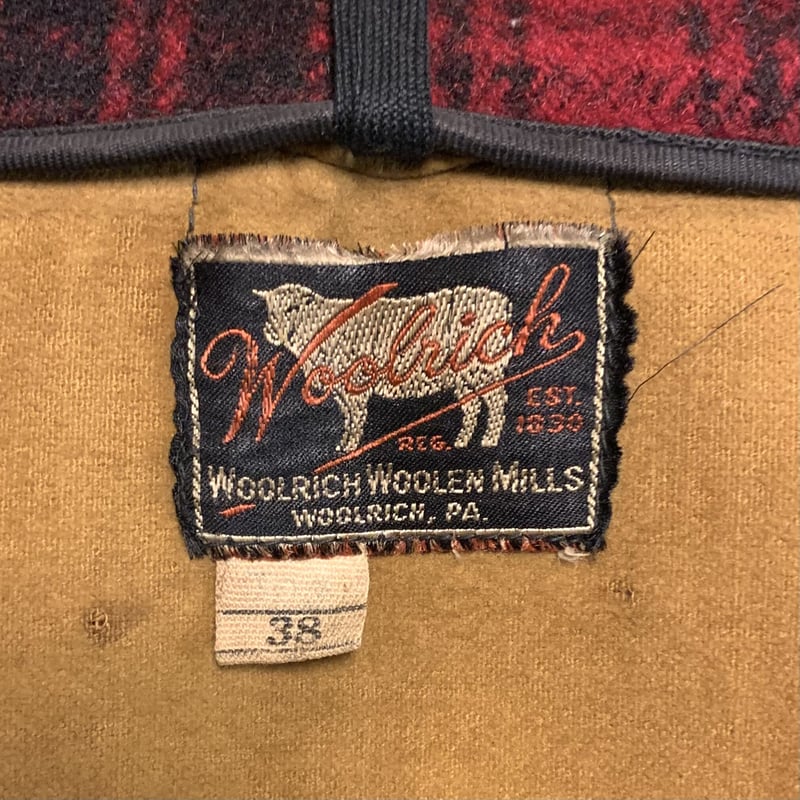 Woolrich
EST.
1830
REG.
WOOLRICH WOOLEN MILLS
WOOLRICH, PA.
38